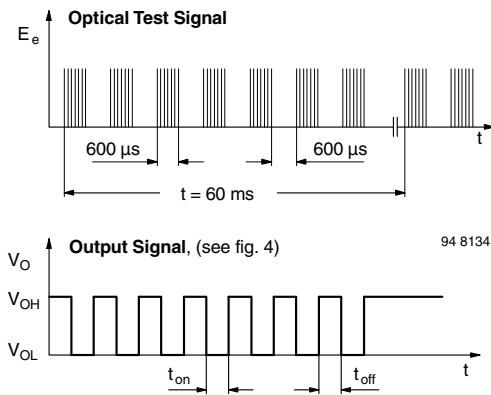 Optical Test Signal
E e
t
600 µs
600 µs
t = 60 ms
Output Signal, (see fig. 4)
94 8134
V O
V OH
V OL
t on
t off
t